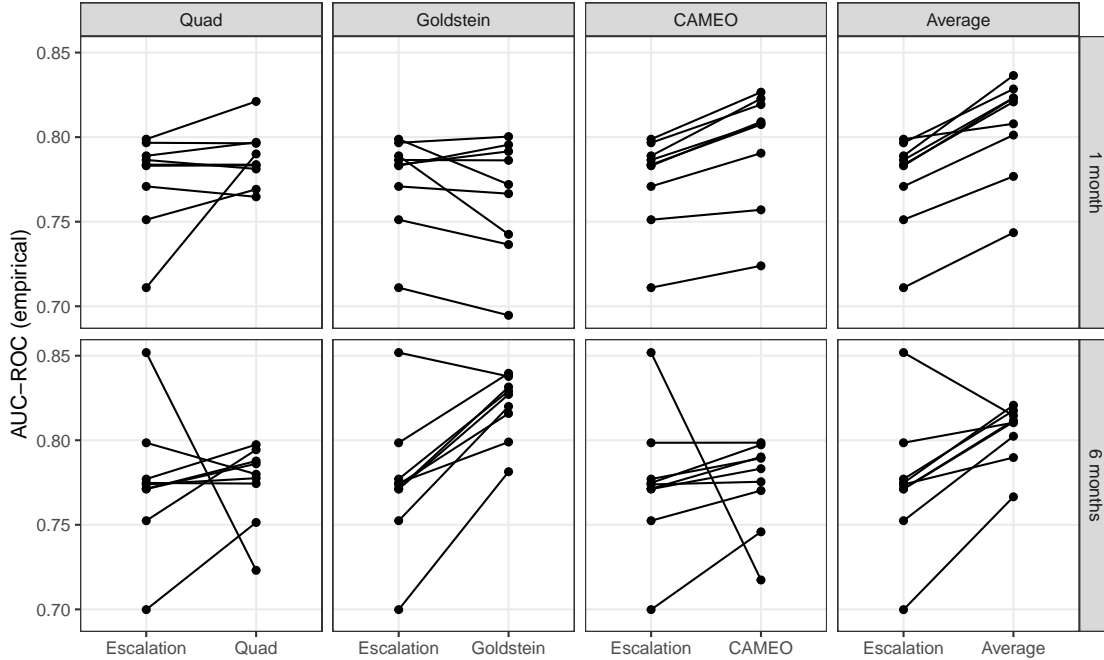 Quad Goldstein CAMEO Average
0.85
0.80
0.75
0.70
1 month
0.85
0.80
0.75
0.70
6 months
AUC−ROC (empirical)
Escalation Quad Escalation Goldstein Escalation CAMEO Escalation Average